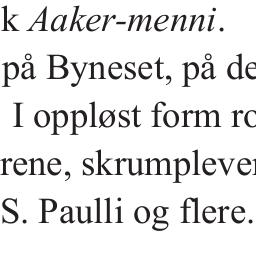 k Aaker-menni.
på Byneset, på de
I oppløst form ro
rene, skrumplever
S. Paulli og flere.